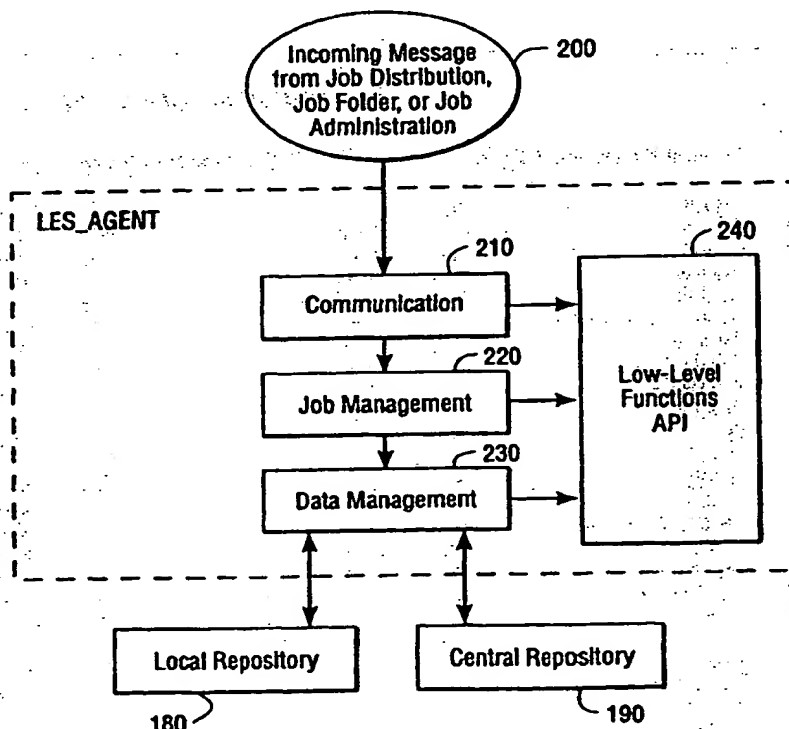 Incoming Message
from Job Distribution,
Job Folder, or Job
Administration
200
LES_AGENT
210
Communication
220
Job Management
230
Data Management
240
Low-Level
Functions
API
Local Repository
180
Central Repository
190